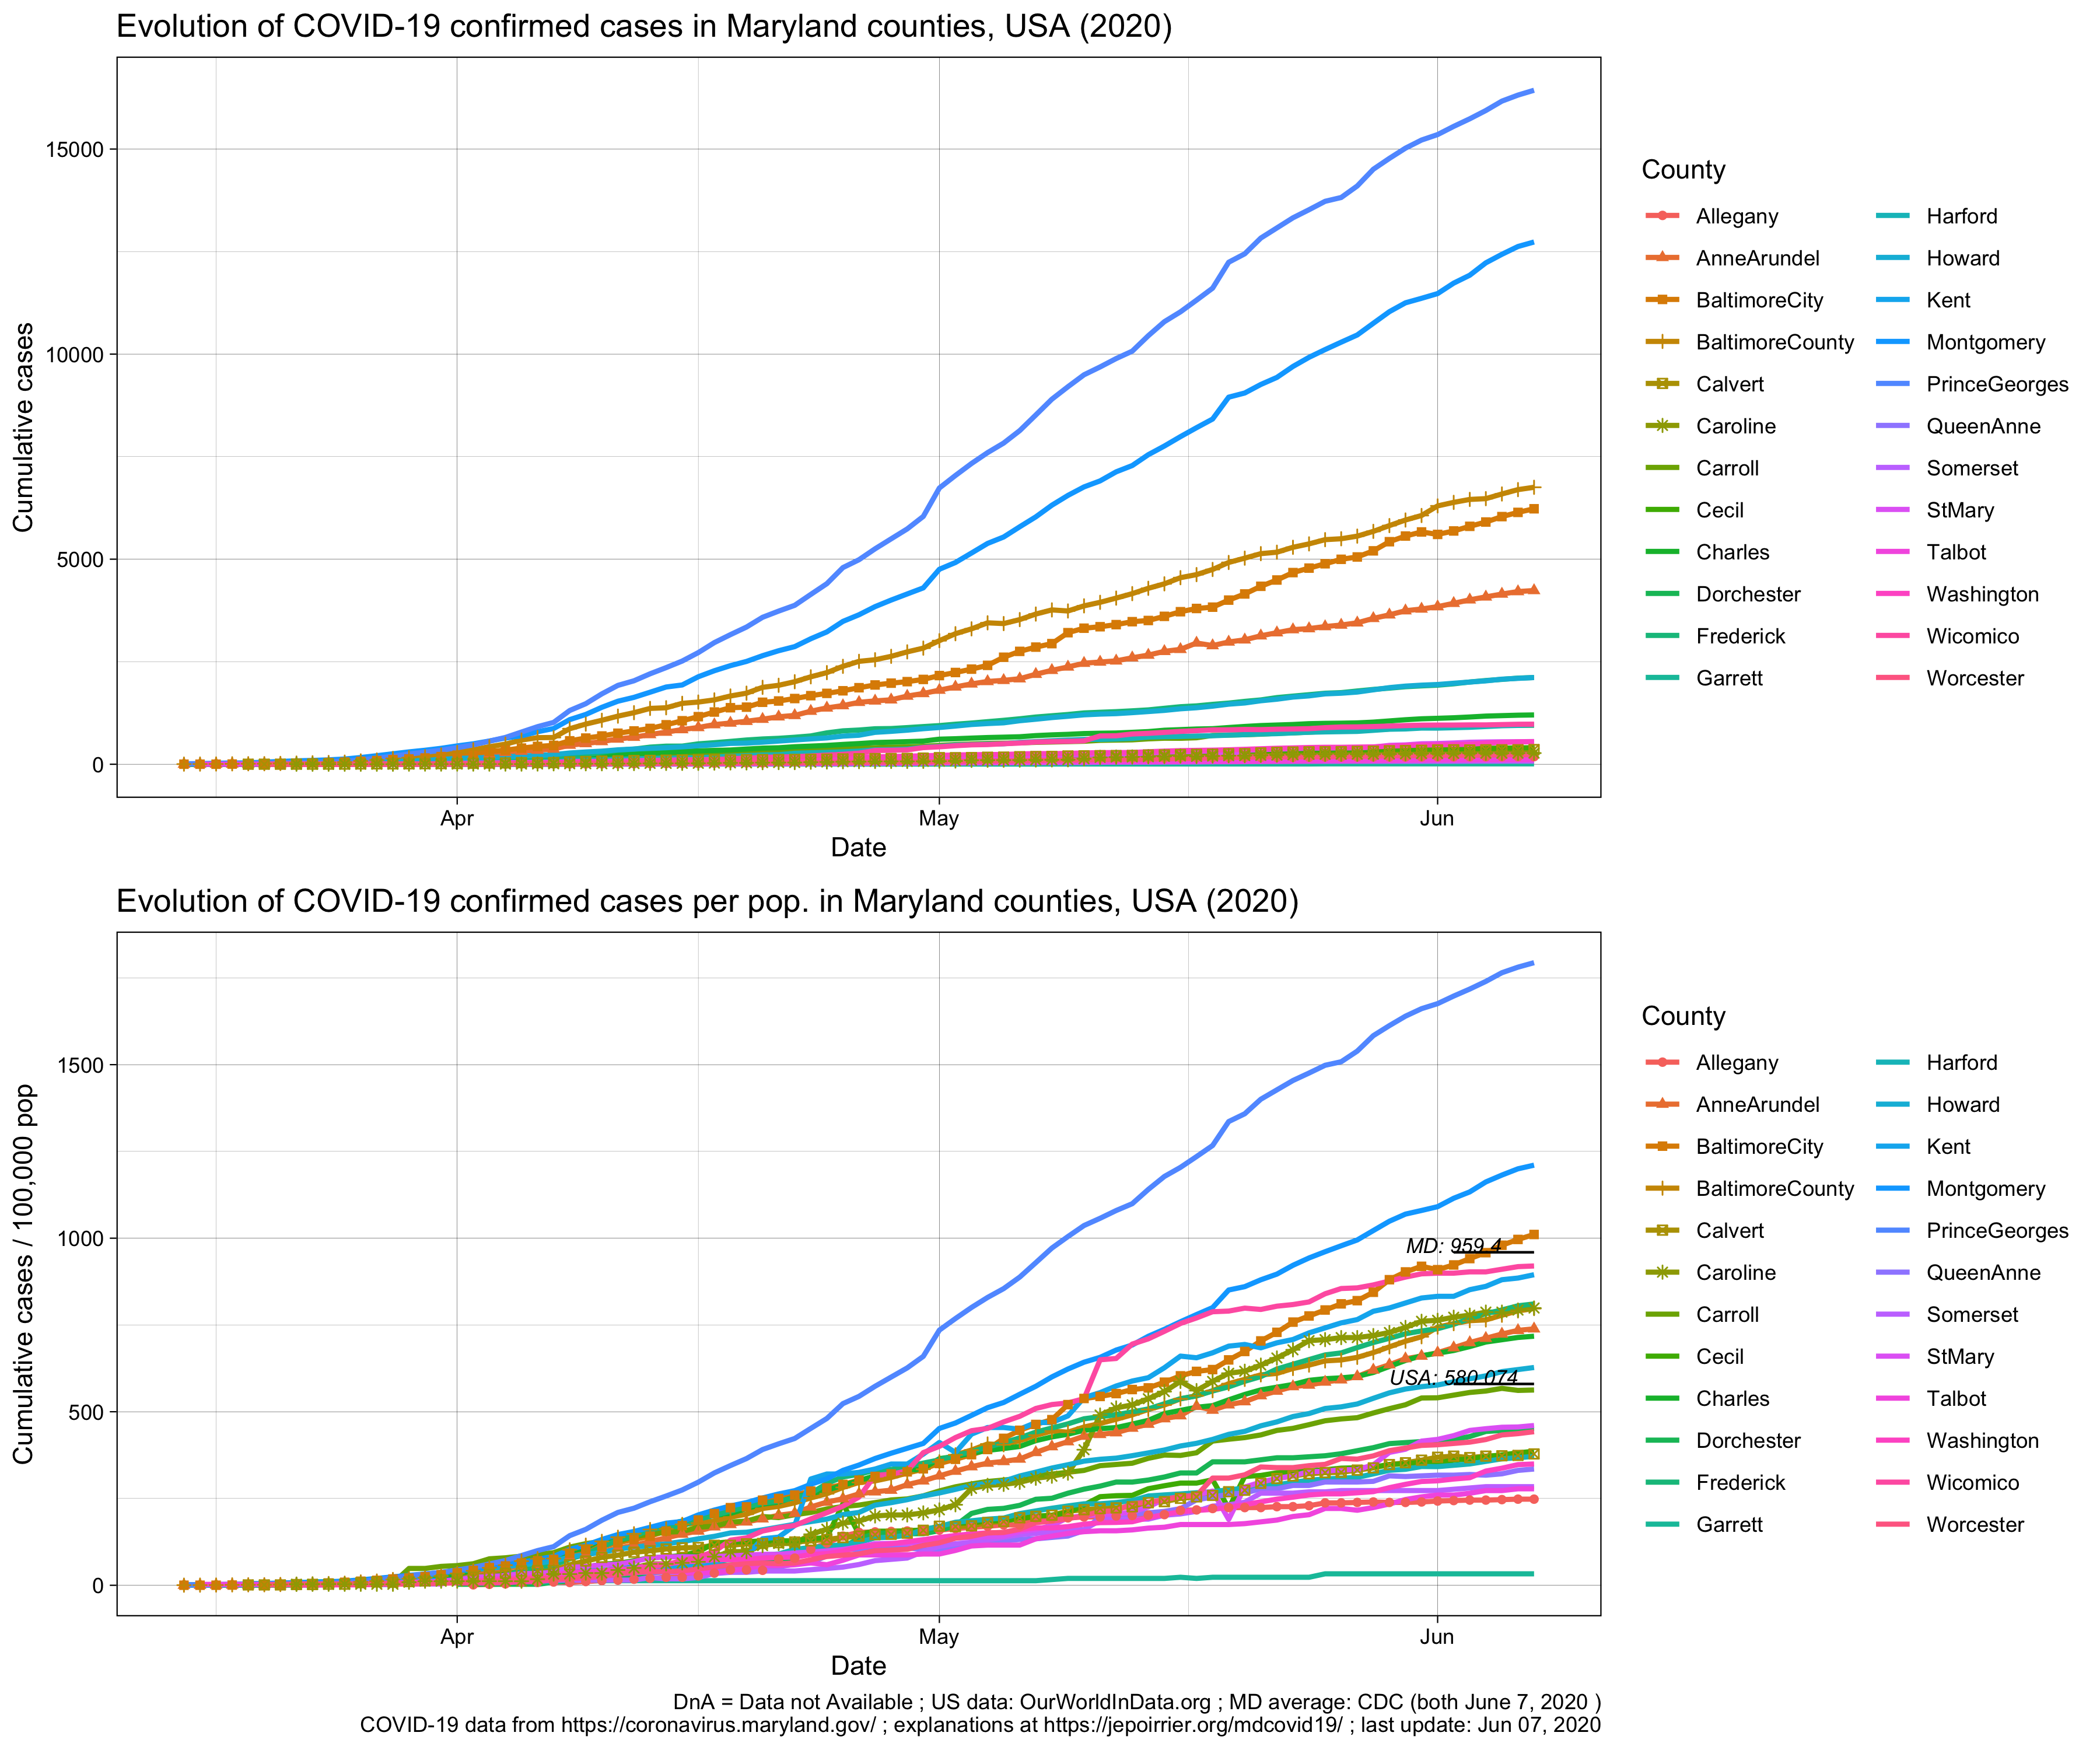 Evolution of COVID-19 confirmed cases in Maryland counties, USA (2020)
Cumulative cases
15000
10000
5000
0
Apr
May
Jun
Date
County
Allegany
AnneArundel
BaltimoreCity
BaltimoreCounty
Calvert
Caroline
Carroll
Cecil
Charles
Dorchester
Frederick
Garrett
Harford
Howard
Kent
Montgomery
PrinceGeorges
QueenAnne
Somerset
StMary
Talbot
Washington
Wicomico
Worcester
Evolution of COVID-19 confirmed cases per pop. in Maryland counties, USA (2020)
Cumulative cases / 100,000 pop
1500
1000
500
0
MD: 959.4
USA: 580.074
Apr
May
Jun
Date
County
Allegany
AnneArundel
BaltimoreCity
BaltimoreCounty
Calvert
Caroline
Carroll
Cecil
Charles
Dorchester
Frederick
Garrett
Harford
Howard
Kent
Montgomery
PrinceGeorges
QueenAnne
Somerset
StMary
Talbot
Washington
Wicomico
Worcester
DnA = Data not Available ; US data: OurWorldInData.org ; MD average: CDC (both June 7, 2020 )
COVID-19 data from https://coronavirus.maryland.gov/ ; explanations at https://jepoirrier.org/mdcovid19/ ; last update: Jun 07, 2020